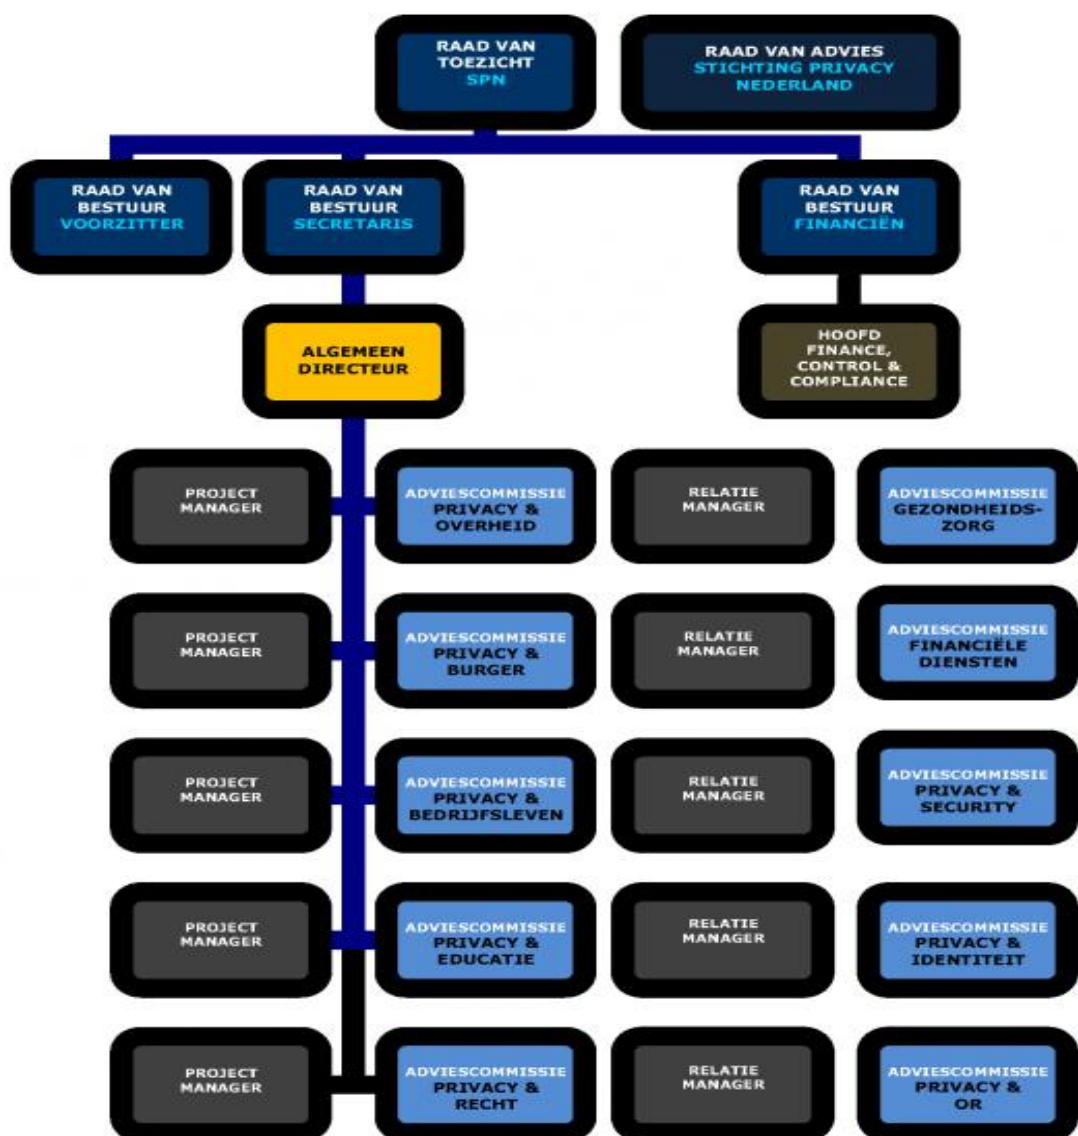 RAAD VAN
TOEZICHT
SPN
RAAD VAN ADVIES
STICHTING PRIVACY
NEDERLAND
RAAD VAN
BESTUUR
VOORZITTER
RAAD VAN
BESTUUR
SECRETARIS
RAAD VAN
BESTUUR
FINANCIËN
ALGEMEEN
DIRECTEUR
HOOFD
FINANCE,
CONTROL &
COMPLIANCE
PROJECT
MANAGER
ADVIESCOMMISSIE
PRIVACY &
OVERHEID
RELATIE
MANAGER
ADVIESCOMMISSIE
GEZONDHEIDS-
ZORG
PROJECT
MANAGER
ADVIESCOMMISSIE
PRIVACY &
BURGER
RELATIE
MANAGER
ADVIESCOMMISSIE
FINANCIËLE
DIENSTEN
PROJECT
MANAGER
ADVIESCOMMISSIE
PRIVACY &
BEDRIJFSLEVEN
RELATIE
MANAGER
ADVIESCOMMISSIE
PRIVACY &
SECURITY
PROJECT
MANAGER
ADVIESCOMMISSIE
PRIVACY &
EDUCATIE
RELATIE
MANAGER
ADVIESCOMMISSIE
PRIVACY &
IDENTITEIT
PROJECT
MANAGER
ADVIESCOMMISSIE
PRIVACY &
RECHT
RELATIE
MANAGER
ADVIESCOMMISSIE
PRIVACY &
OR